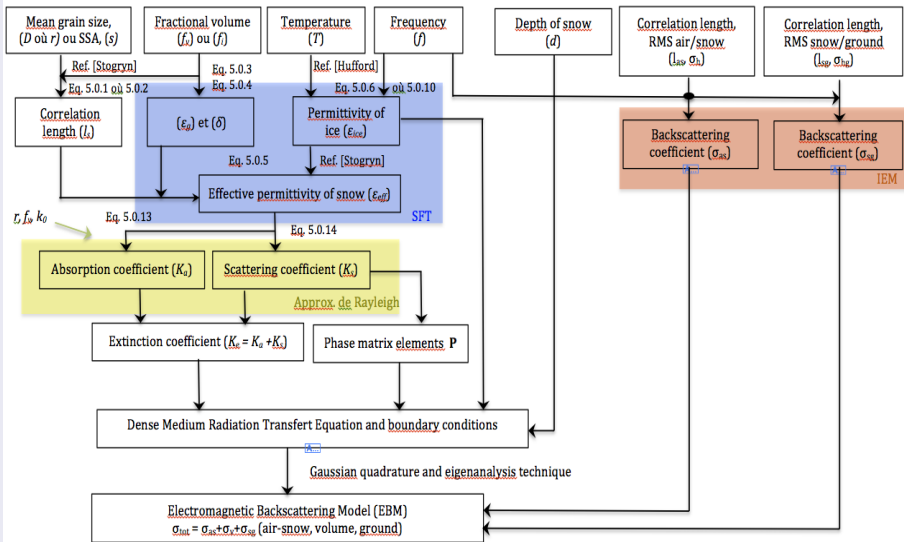 Mean grain size,
(D où r) ou SSA, (s)
Fractional volume
(fv) ou (fi)
Temperature
(T)
Frequency
(f)
Depth of snow
(d)
Correlation length,
RMS air/snow
(las, σh)
Correlation length,
RMS snow/ground
(lsg, σhg)
Ref. [Stogryn]
Eq. 5.0.3
Eq. 5.0.4
Ref. [Hufford]
Eq. 5.0.1 où 5.0.2
Eq. 5.0.6 où 5.0.10
Correlation
length (ls)
(εg) et (δ)
Permittivity of
ice (εice)
Backscattering
coefficient (σas)
Backscattering
coefficient (σsg)
IEM
Eq. 5.0.5
Ref. [Stogryn]
Effective permittivity of snow (εeff)
SFT
r, fv, k0
Eq. 5.0.13
Eq. 5.0.14
Absorption coefficient (Ka)
Scattering coefficient (Ks)
Approx. de Rayleigh
Extinction coefficient (Ke = Ka +Ks)
Phase matrix elements P
Dense Medium Radiation Transfert Equation and boundary conditions
A...
Gaussian quadrature and eigenanalysis technique
Electromagnetic Backscattering Model (EBM)
σtot = σas+σv+σsg (air-snow, volume, ground)